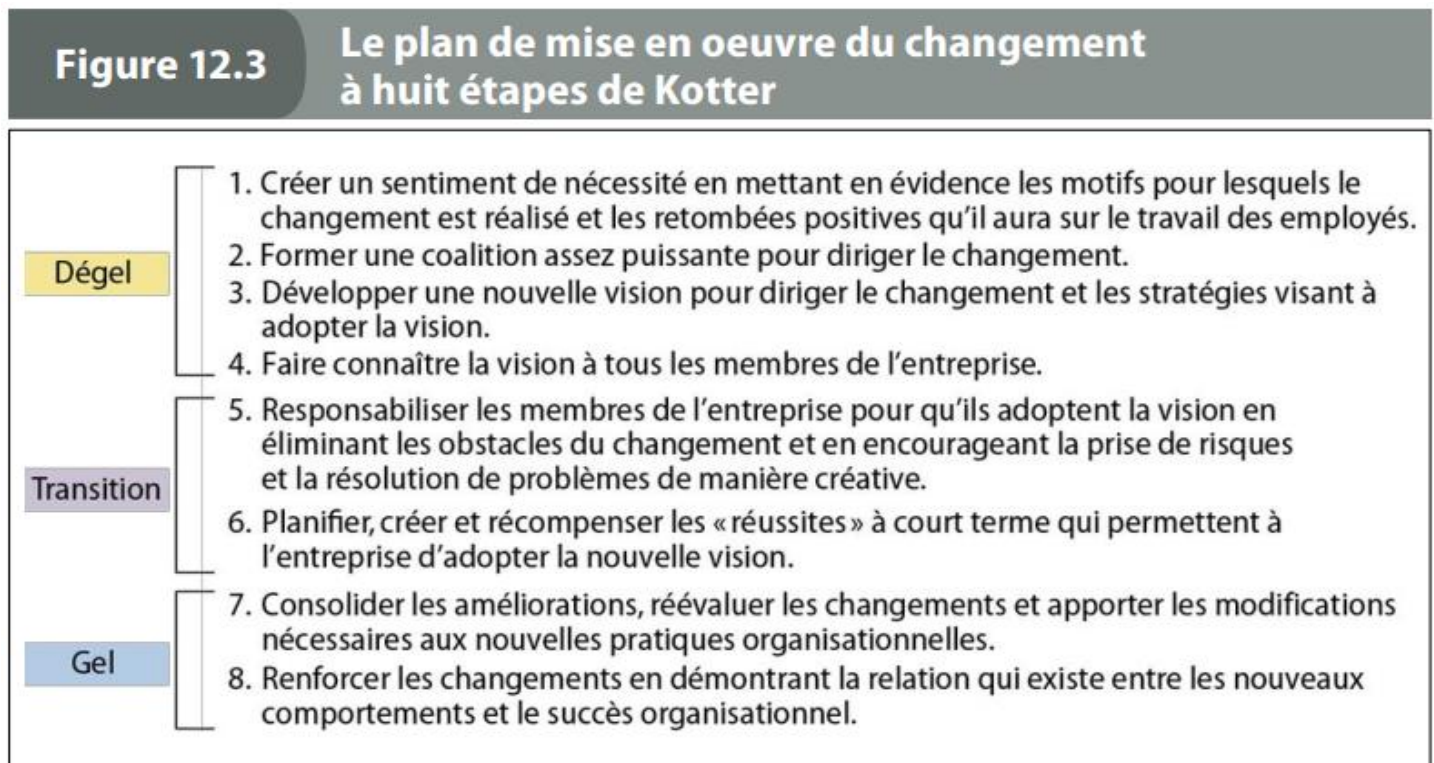 Figure 12.3
Le plan de mise en oeuvre du changement
à huit étapes de Kotter
Dégel
1. Créer un sentiment de nécessité en mettant en évidence les motifs pour lesquels le
changement est réalisé et les retombées positives qu'il aura sur le travail des employés.
2. Former une coalition assez puissante pour diriger le changement.
3. Développer une nouvelle vision pour diriger le changement et les stratégies visant à
adopter la vision.
4. Faire connaître la vision à tous les membres de l'entreprise.
Transition
5. Responsabiliser les membres de l'entreprise pour qu'ils adoptent la vision en
éliminant les obstacles du changement et en encourageant la prise de risques
et la résolution de problèmes de manière créative.
6. Planifier, créer et récompenser les «réussites» à court terme qui permettent à
l'entreprise d'adopter la nouvelle vision.
Gel
7. Consolider les améliorations, réévaluer les changements et apporter les modifications
nécessaires aux nouvelles pratiques organisationnelles.
8. Renforcer les changements en démontrant la relation qui existe entre les nouveaux
comportements et le succès organisationnel.